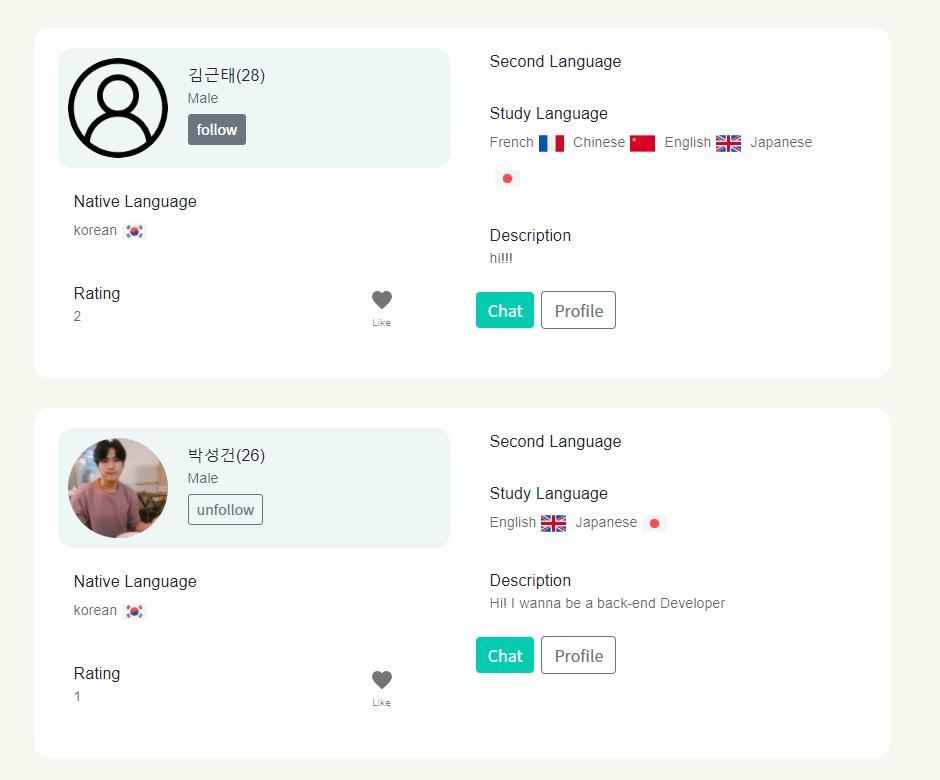 김근태(28)
Male
follow
Native Language
korean
Rating
2
Like
Second Language
Study Language
French Chinese English Japanese
Description
hi!!!
Chat Profile
박성건(26)
Male
unfollow
Native Language
korean
Rating
1
Like
Second Language
Study Language
English Japanese
Description
Hi! I wanna be a back-end Developer
Chat Profile